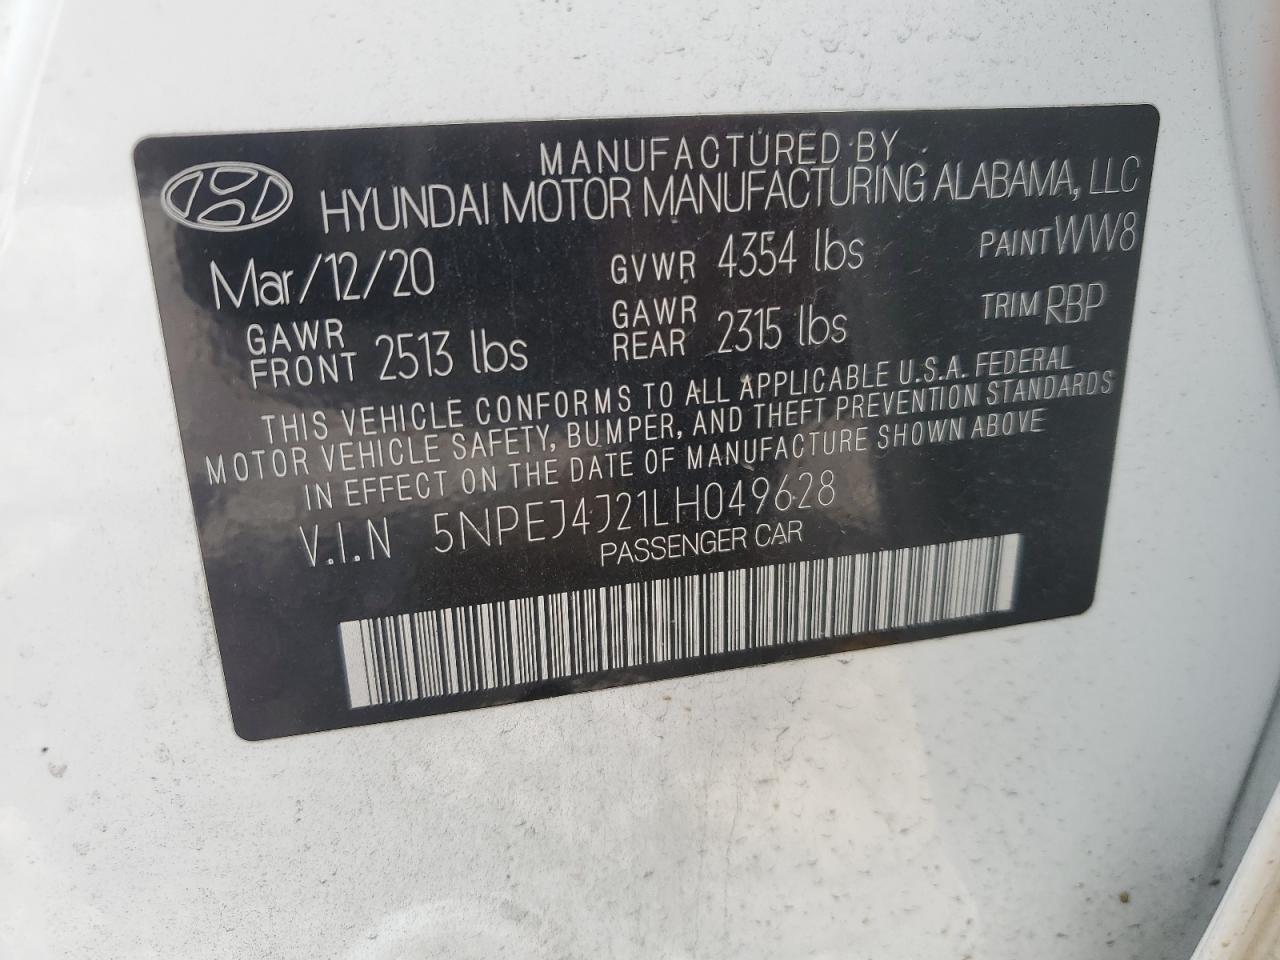 MANUFACTURED BY
HYUNDAI MOTOR MANUFACTURING ALABAMA, LLC
Mar/12/20 GVWR 4354 lbs PAINT WW8
GAWR FRONT 2513 lbs GAWR REAR 2315 lbs TRIM RBP
THIS VEHICLE CONFORMS TO ALL APPLICABLE U.S.A. FEDERAL
MOTOR VEHICLE SAFETY, BUMPER, AND THEFT PREVENTION STANDARDS
IN EFFECT ON THE DATE OF MANUFACTURE SHOWN ABOVE
V.I.N 5NPEJ4J21LH049628
PASSENGER CAR